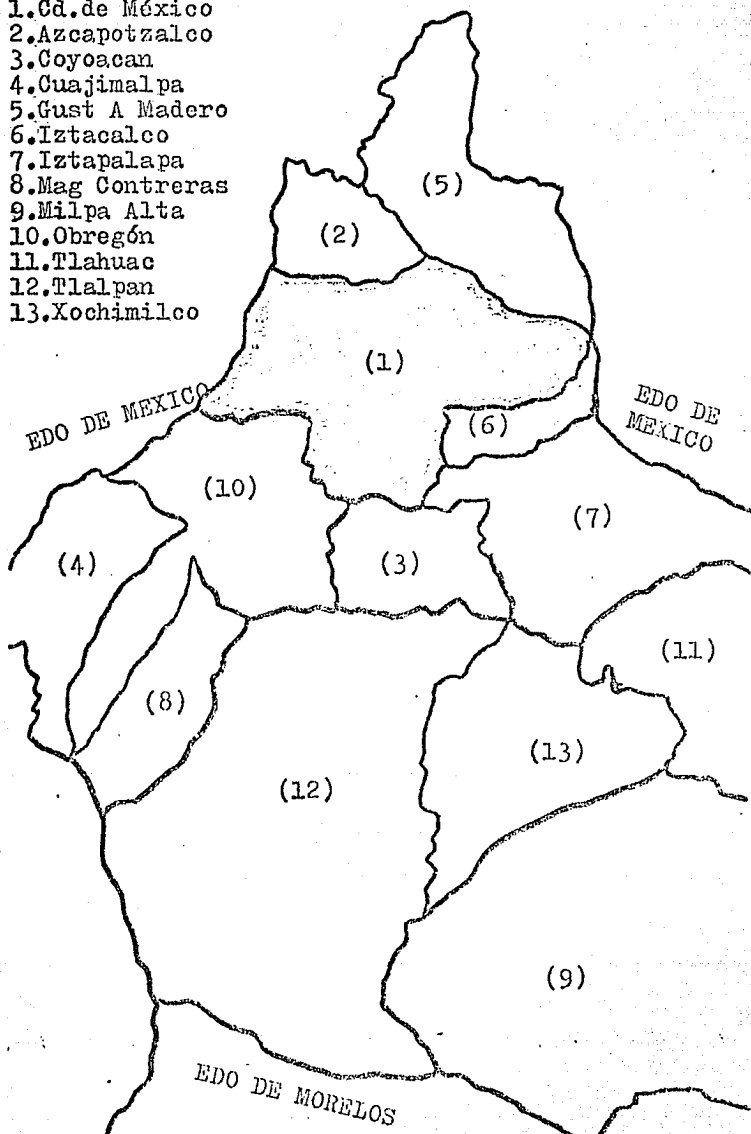 1.Cd.de México
2.Azcapotzalco
3.Coyoacan
4.Cuajimalpa
5.Gust A Madero
6.Iztacalco
7.Iztapalapa
8.Mag Contreras
9.Milpa Alta
10.Obregón
11.Tlahuac
12.Tlalpan
13.Xochimilco
(5)
(2)
(1)
EDO DE MEXICO
EDO DE
MEXICO
(6)
(10)
(7)
(4)
(3)
(11)
(8)
(13)
(12)
(9)
EDO DE MORELOS